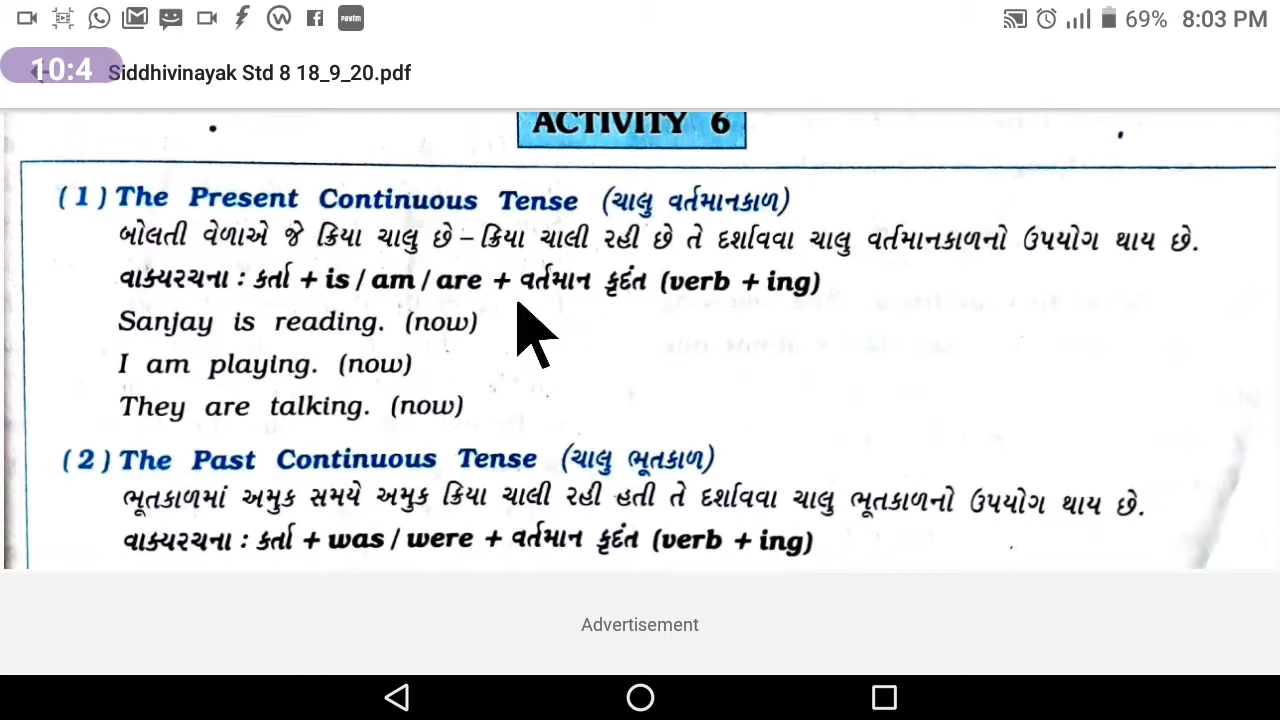 69% 8:03 PM
10:4 Siddhivinayak Std 8 18_9_20.pdf
ACTIVITY 6
(1) The Present Continuous Tense (ચાલુ વર્તમાનકાળ)
બોલતી વેળાએ જે ક્રિયા ચાલુ છે – ક્રિયા ચાલી રહી છે તે દર્શાવવા ચાલુ વર્તમાનકાળનો ઉપયોગ થાય છે.
વાક્યરચના : કર્તા + is / am / are + વર્તમાન કૃદંત (verb + ing)
Sanjay is reading. (now)
I am playing. (now)
They are talking. (now)
(2) The Past Continuous Tense (ચાલુ ભૂતકાળ)
ભૂતકાળમાં અમુક સમયે અમુક ક્રિયા ચાલી રહી હતી તે દર્શાવવા ચાલુ ભૂતકાળનો ઉપયોગ થાય છે.
વાક્યરચના : કર્તા + was / were + વર્તમાન કૃદંત (verb + ing)
Advertisement